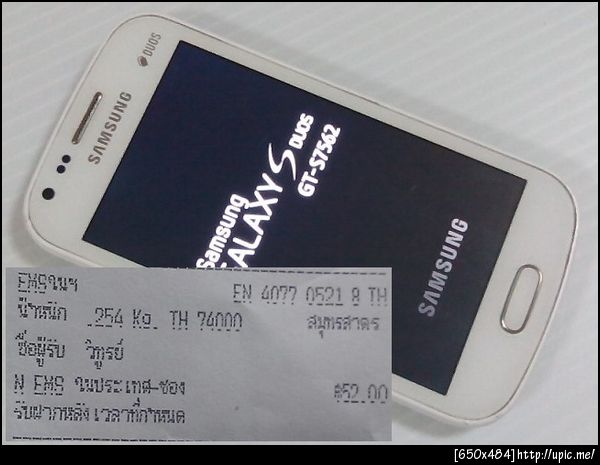 DUOS
SAMSUNG
Samsung
GALAXY S DUOS
GT-S7562
SAMSUNG
EMSในฯ EN 4077 0521 8 TH
น้ำหนัก .254 Kg. TH 74000 สมุทรสาคร
ชื่อผู้รับ วิทูรย์
N EMS ในประเทศ-ซอง ฿52.00
รับฝากหลังเวลาที่กำหนด
[650x484]http://upic.me/